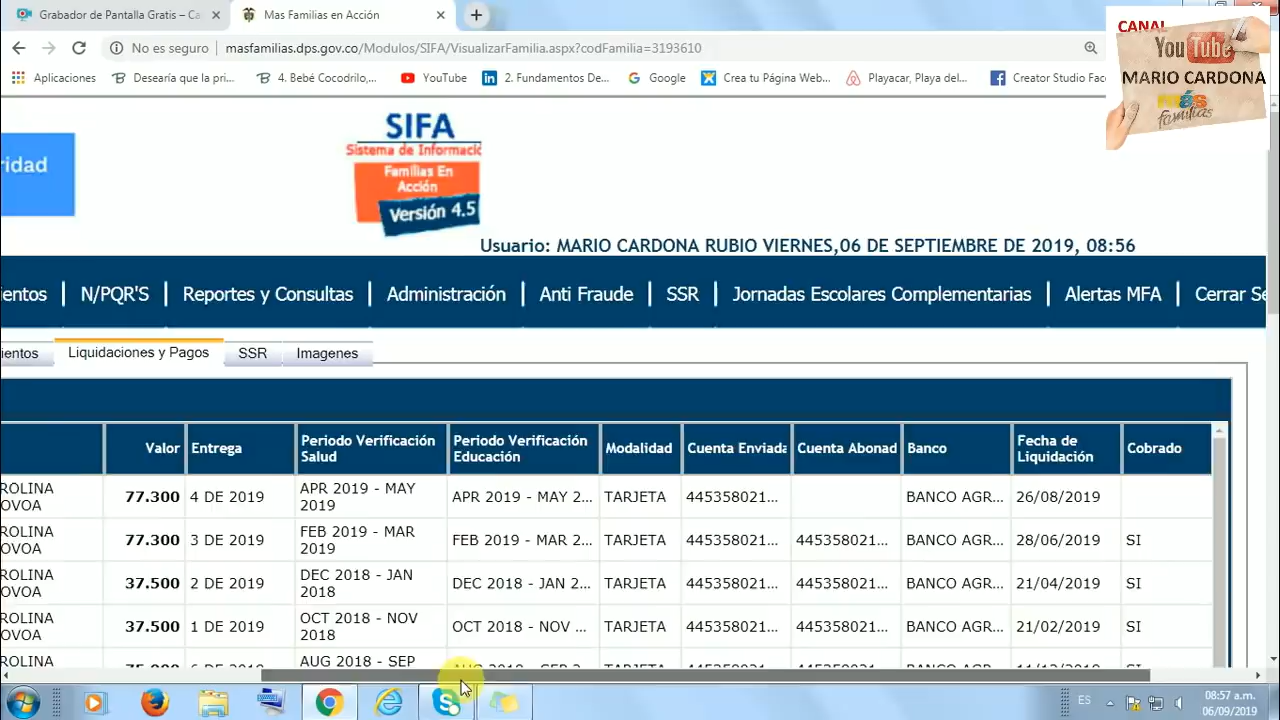 Grabador de Pantalla Gratis – Ca
Mas Familias en Acción
No es seguro
masfamilias.dps.gov.co/Modulos/SIFA/VisualizarFamilia.aspx?codFamilia=3193610
Aplicaciones
Desearía que la pri...
4. Bebé Cocodrilo,...
YouTube
2. Fundamentos De...
Google
Crea tu Página Web...
Playacar, Playa del...
Creator Studio Fac
CANAL
YouTube
MARIO CARDONA
más
familias
ridad
SIFA
Sistema de Informacic
Familias En
Acción
Versión 4.5
Usuario: MARIO CARDONA RUBIO VIERNES,06 DE SEPTIEMBRE DE 2019, 08:56
ientos
N/PQR'S
Reportes y Consultas
Administración
Anti Fraude
SSR
Jornadas Escolares Complementarias
Alertas MFA
Cerrar Se
ientos
Liquidaciones y Pagos
SSR
Imagenes
Valor
Entrega
Periodo Verificación
Salud
Periodo Verificación
Educación
Modalidad
Cuenta Enviada
Cuenta Abonad
Banco
Fecha de
Liquidación
Cobrado
ROLINA
OVOA
77.300
4 DE 2019
APR 2019 - MAY
2019
APR 2019 - MAY 2...
TARJETA
445358021...
BANCO AGR...
26/08/2019
ROLINA
OVOA
77.300
3 DE 2019
FEB 2019 - MAR
2019
FEB 2019 - MAR 2...
TARJETA
445358021...
445358021...
BANCO AGR...
28/06/2019
SI
ROLINA
OVOA
37.500
2 DE 2019
DEC 2018 - JAN
2018
DEC 2018 - JAN 2...
TARJETA
445358021...
445358021...
BANCO AGR...
21/04/2019
SI
ROLINA
OVOA
37.500
1 DE 2019
OCT 2018 - NOV
2018
OCT 2018 - NOV ...
TARJETA
445358021...
445358021...
BANCO AGR...
21/02/2019
SI
ROLINA
AUG 2018 - SEP
TARJETA
ES
08:57 a.m.
06/09/2019